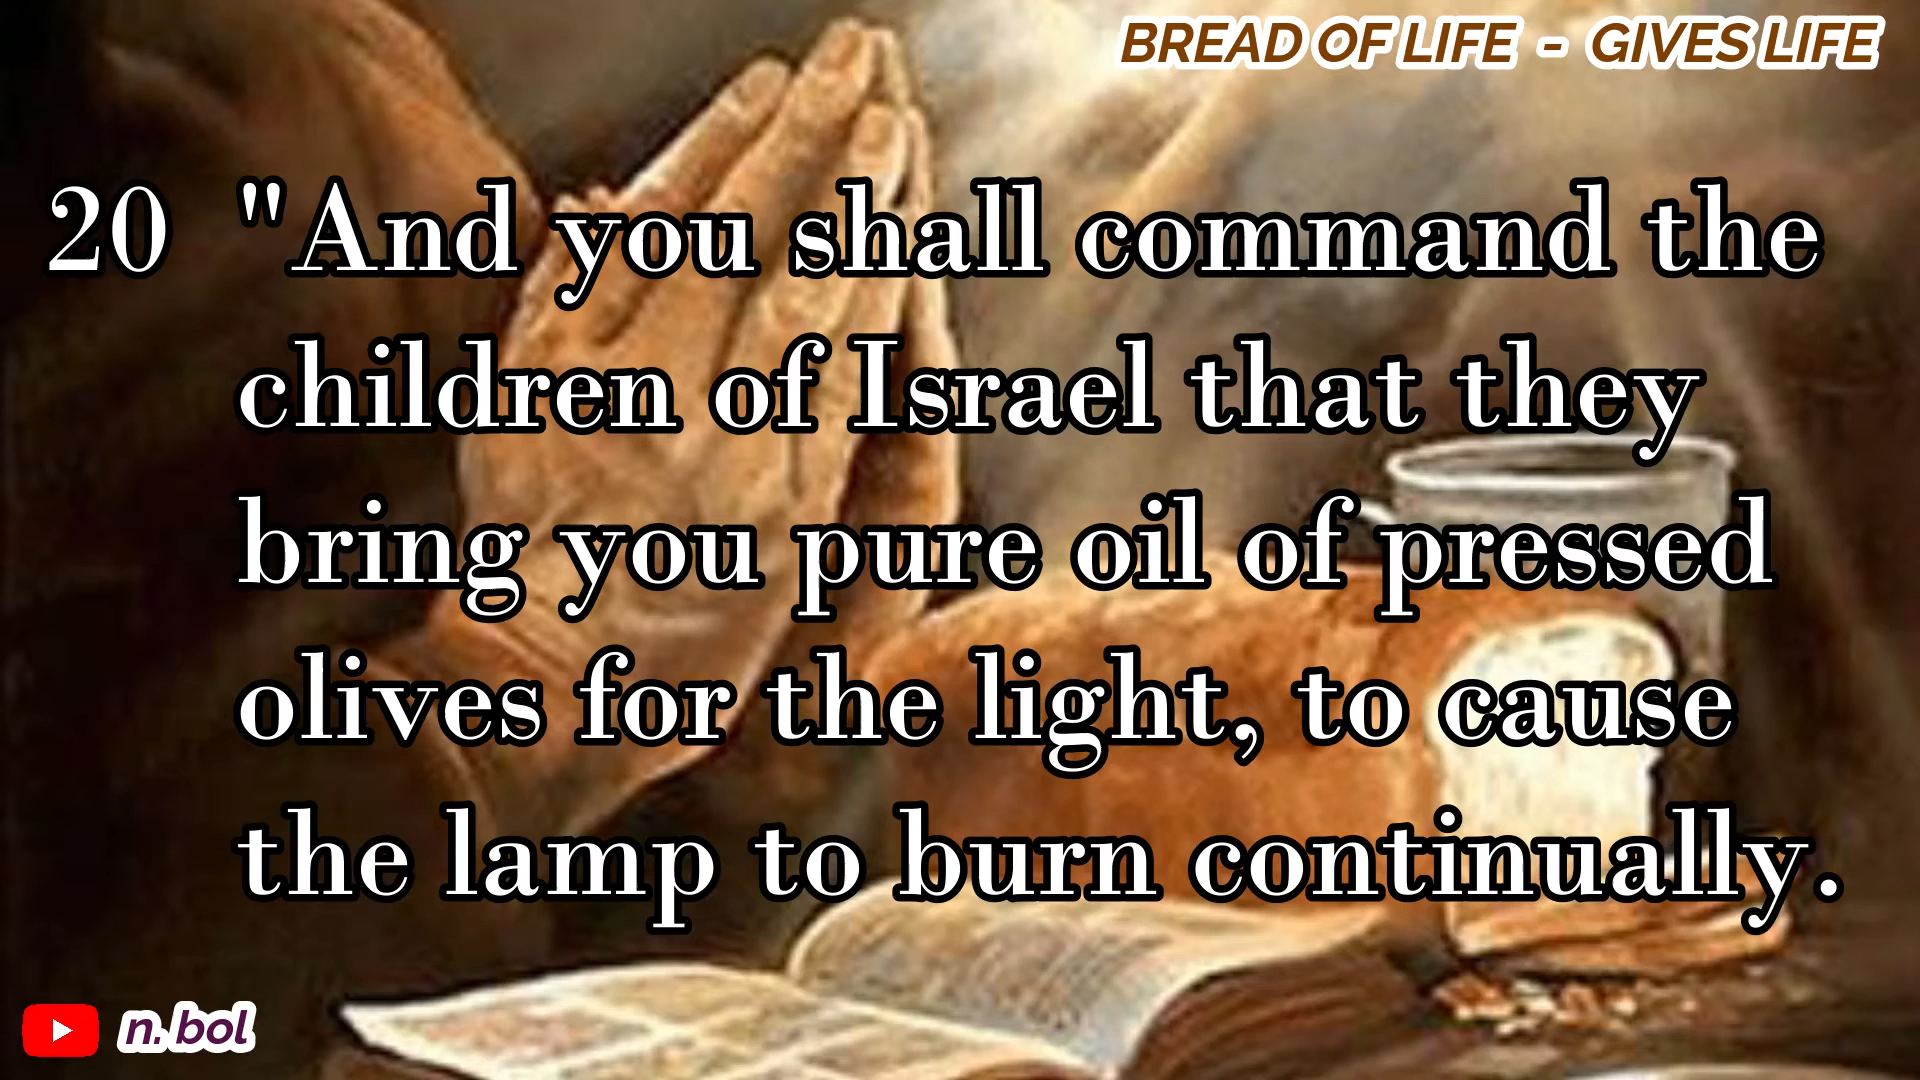 BREAD OF LIFE - GIVES LIFE
20 "And you shall command the
children of Israel that they
bring you pure oil of pressed
olives for the light, to cause
the lamp to burn continually.
n. bol